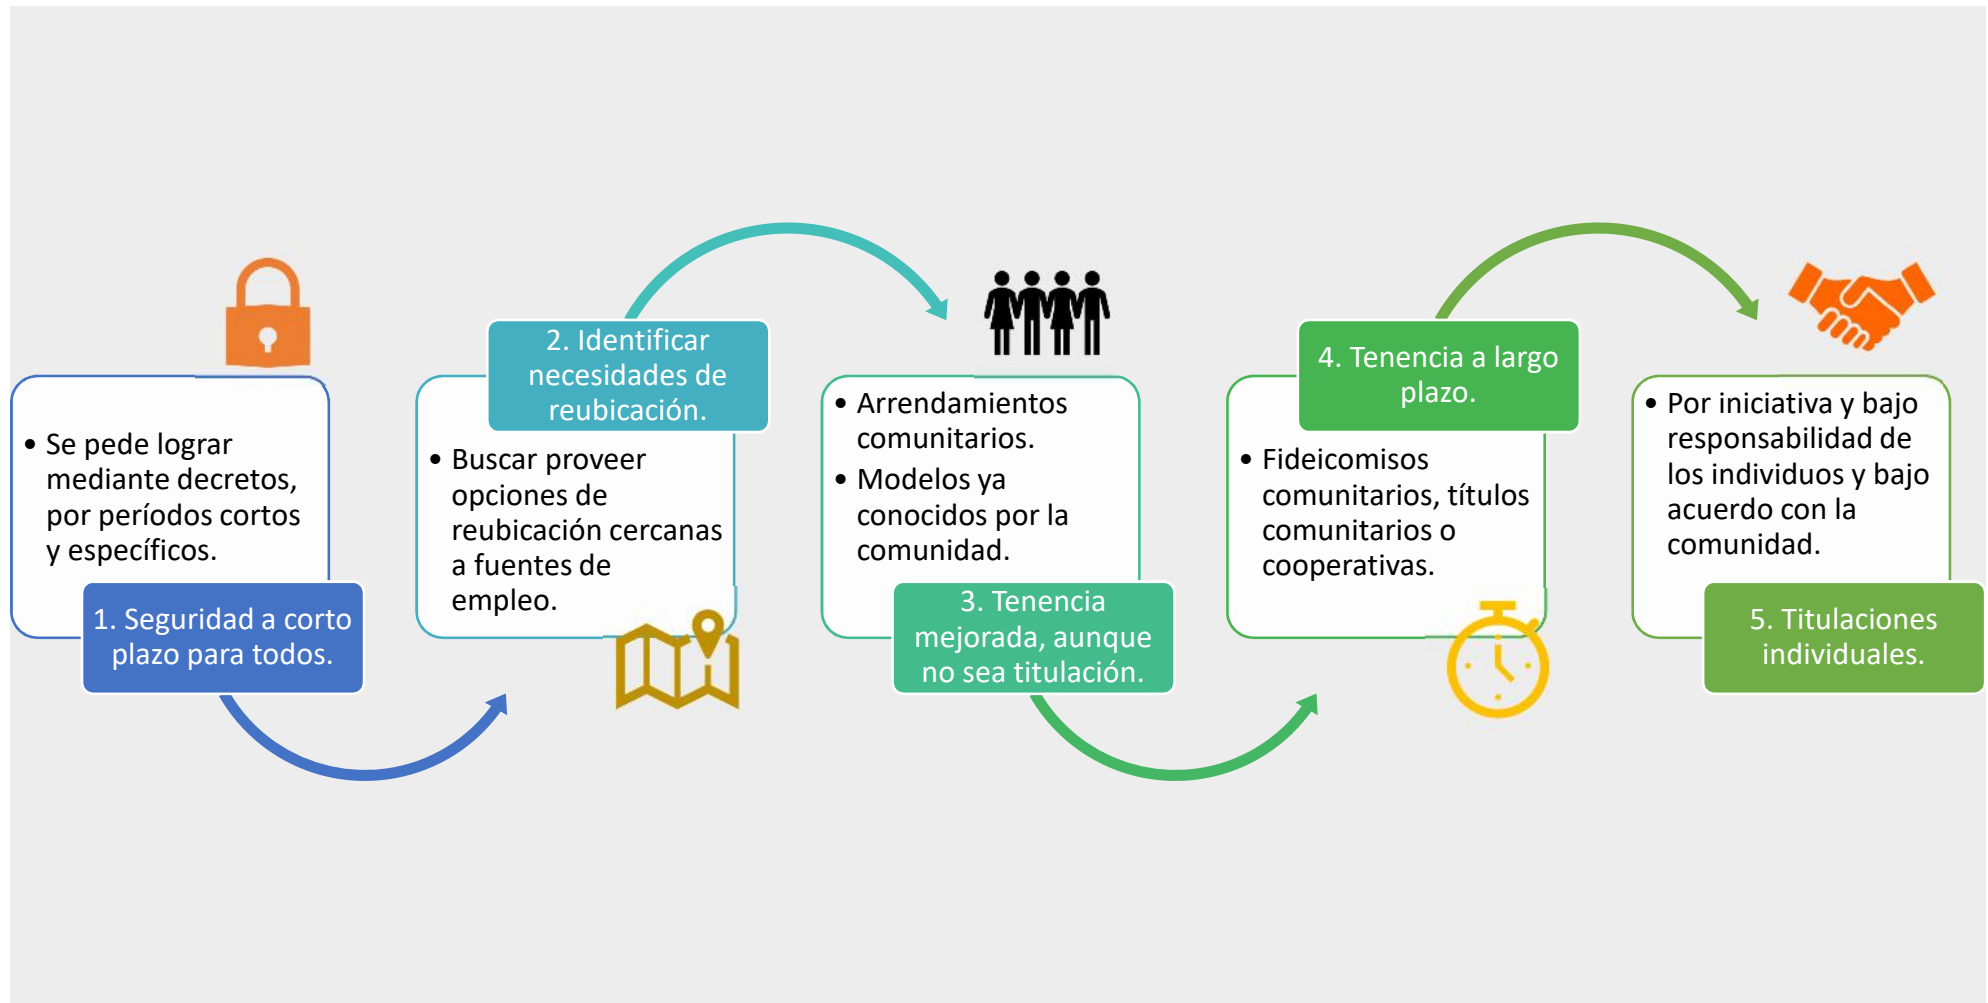 • Se pede lograr
mediante decretos,
por períodos cortos
y específicos.
1. Seguridad a corto
plazo para todos.
2. Identificar
necesidades de
reubicación.
• Buscar proveer
opciones de
reubicación cercanas
a fuentes de
empleo.
• Arrendamientos
comunitarios.
• Modelos ya
conocidos por la
comunidad.
3. Tenencia
mejorada, aunque
no sea titulación.
4. Tenencia a largo
plazo.
• Fideicomisos
comunitarios, títulos
comunitarios o
cooperativas.
• Por iniciativa y bajo
responsabilidad de
los individuos y bajo
acuerdo con la
comunidad.
5. Titulaciones
individuales.